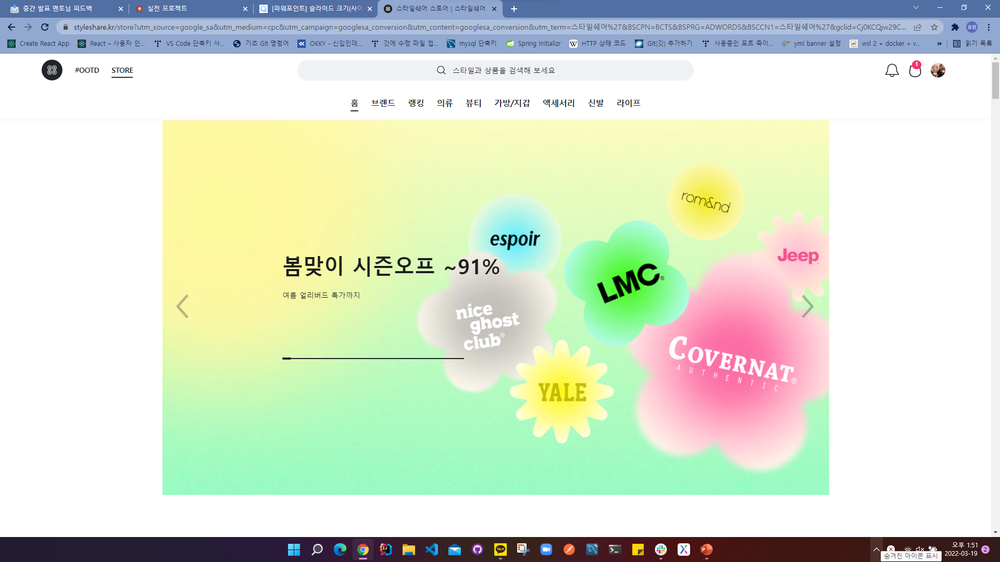 중간 발표 멘토님 피드백
실전 프로젝트
[파워포인트] 슬라이드 크기(사이
스타일쉐어 스토어 | 스타일쉐어
styleshare.kr/store?utm_source=google_sa&utm_medium=cpc&utm_campaign=googlesa_conversion&utm_content=googlesa_conversion&utm_term=스타일쉐어%27&BSCPN=BCTS&BSPRG=ADWORDS&BSCCN1=스타일쉐어%27&gclid=Cj0KCQjw29C...
효원
Create React App
React – 사용자 인...
VS Code 단축키 사...
기초 Git 명령어
OKKY - 신입인데...
깃에 수정 파일 업...
mysql 단축키
Spring Initializr
W HTTP 상태 코드
Git(깃) 추가하기
사용중인 포트 죽이...
yml banner 설정
wsl 2 + docker + v...
»
읽기 목록
#OOTD
STORE
스타일과 상품을 검색해 보세요
1
홈 브랜드 랭킹 의류 뷰티 가방/지갑 액세서리 신발 라이프
rom&nd
espoir
Jeep
봄맞이 시즌오프 ~91%
LMC®
여름 얼리버드 특가까지
nice
ghost
club®
COVERNAT®
AUTHENTIC
YALE
TALK
오후 1:51
2022-03-19
2
숨겨진 아이콘 표시